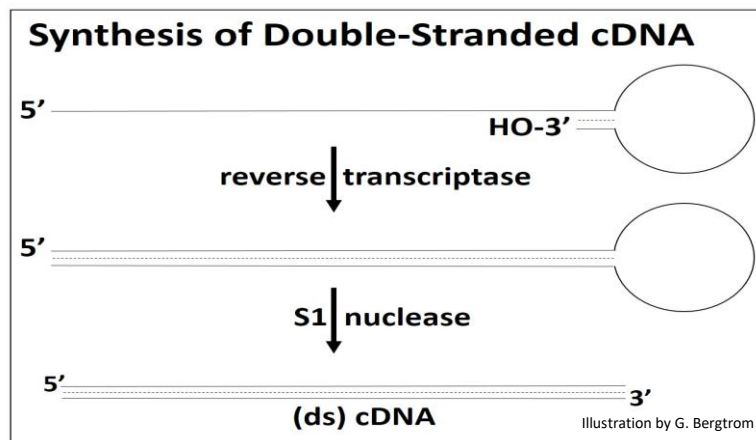 Synthesis of Double-Stranded cDNA
5’
HO-3’
reverse transcriptase
5’
S1 nuclease
5’
3’
(ds) cDNA
Illustration by G. Bergtrom